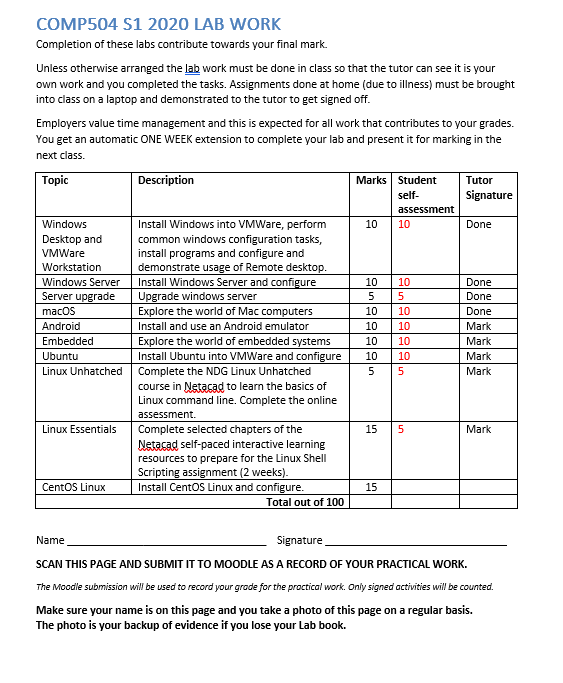 COMP504 S1 2020 LAB WORK
Completion of these labs contribute towards your final mark.
Unless otherwise arranged the lab work must be done in class so that the tutor can see it is your
own work and you completed the tasks. Assignments done at home (due to illness) must be brought
into class on a laptop and demonstrated to the tutor to get signed off.
Employers value time management and this is expected for all work that contributes to your grades.
You get an automatic ONE WEEK extension to complete your lab and present it for marking in the
next class.
Topic Description Marks Student Tutor
self- Signature
assessment
Windows Install Windows into VMWare, perform 10 10 Done
Desktop and common windows configuration tasks,
VMWare install programs and configure and
Workstation demonstrate usage of Remote desktop.
Windows Server Install Windows Server and configure 10 10 Done
Server upgrade Upgrade windows server 5 5 Done
macOS Explore the world of Mac computers 10 10 Done
Android Install and use an Android emulator 10 10 Mark
Embedded Explore the world of embedded systems 10 10 Mark
Ubuntu Install Ubuntu into VMWare and configure 10 10 Mark
Linux Unhatched Complete the NDG Linux Unhatched 5 5 Mark
course in Netacad to learn the basics of
Linux command line. Complete the online
assessment.
Linux Essentials Complete selected chapters of the 15 5 Mark
Netacad self-paced interactive learning
resources to prepare for the Linux Shell
Scripting assignment (2 weeks).
CentOS Linux Install CentOS Linux and configure. 15
Total out of 100
Name Signature
SCAN THIS PAGE AND SUBMIT IT TO MOODLE AS A RECORD OF YOUR PRACTICAL WORK.
The Moodle submission will be used to record your grade for the practical work. Only signed activities will be counted.
Make sure your name is on this page and you take a photo of this page on a regular basis.
The photo is your backup of evidence if you lose your Lab book.